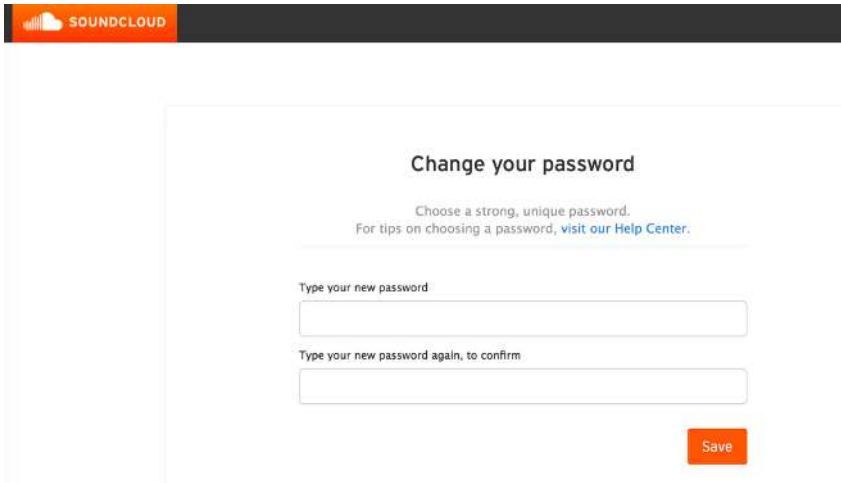 SOUNDCLOUD
Change your password
Choose a strong, unique password.
For tips on choosing a password, visit our Help Center.
Type your new password
Type your new password again, to confirm
Save